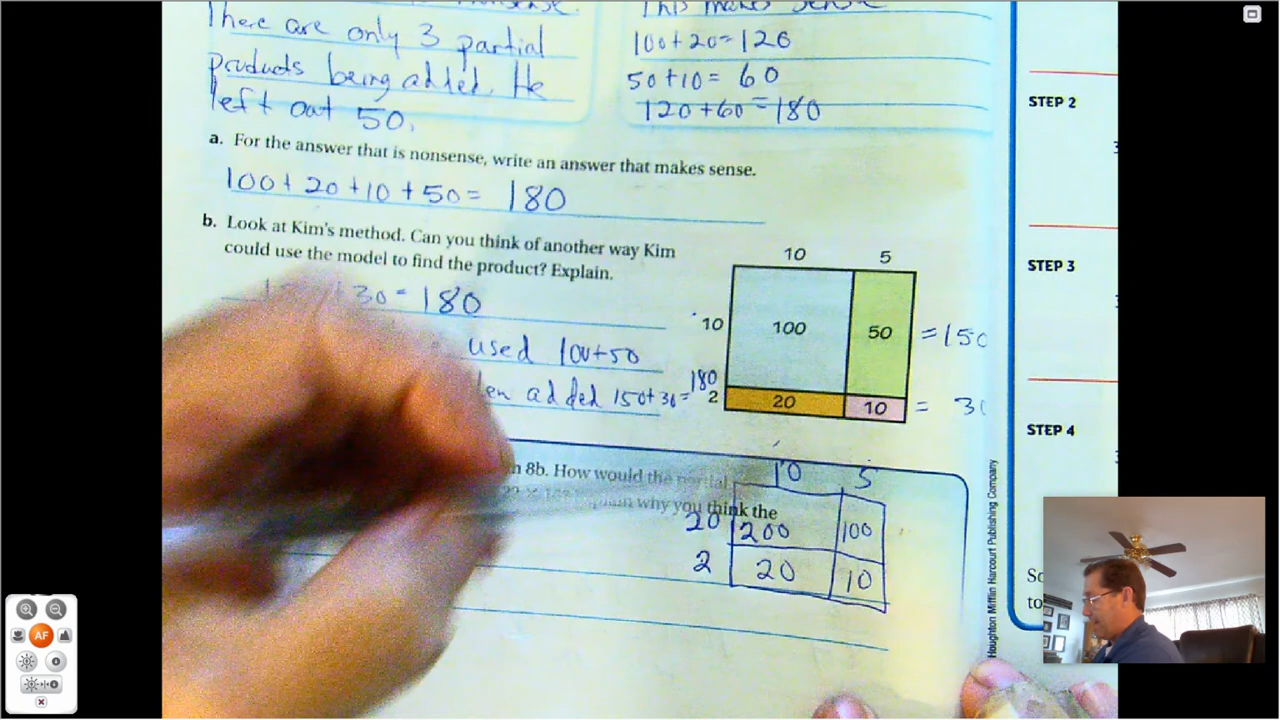 There are only 3 partial
products being added. He
left out 50.
This makes sense
100+20=120
50+10= 60
120+60=180
a. For the answer that is nonsense, write an answer that makes sense.
100+ 20 +10 +50= 180
b. Look at Kim's method. Can you think of another way Kim
could use the model to find the product? Explain.
+30=180
used 100+50
added 150+30=
180
10 5
10 100 50 =150
2 20 10 = 30
8b. How would the partial
why you think the
10 5
20 200 100
2 20 10
STEP 2
STEP 3
STEP 4
Houghton Mifflin Harcourt Publishing Company
to
AF